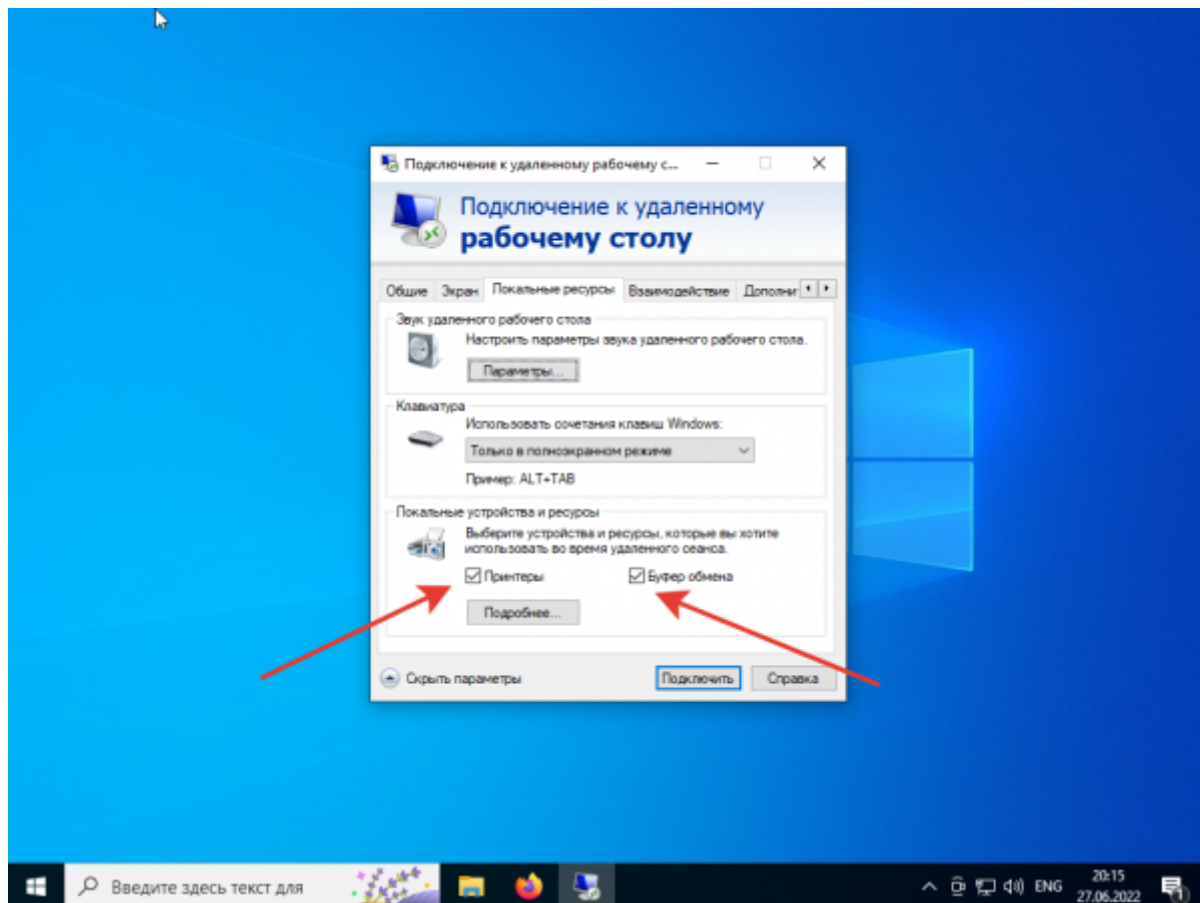 Подключение к удаленному рабочему с...
Подключение к удаленному
рабочему столу
Общие Экран Локальные ресурсы Взаимодействие Дополнит
Звук удаленного рабочего стола
Настроить параметры звука удаленного рабочего стола.
Параметры...
Клавиатура
Использовать сочетания клавиш Windows:
Только в полноэкранном режиме
Пример: ALT+TAB
Локальные устройства и ресурсы
Выберите устройства и ресурсы, которые вы хотите
использовать во время удаленного сеанса.
Принтеры Буфер обмена
Подробнее...
Скрыть параметры Подключить Справка
Введите здесь текст для
ENG
20:15
27.06.2022
1